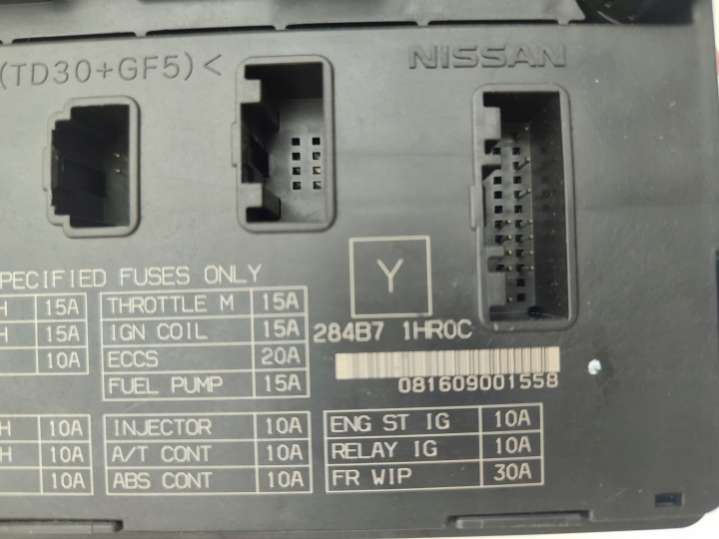 (TD30+GF5)<
NISSAN
PECIFIED FUSES ONLY
H 15A THROTTLE M 15A
H 15A IGN COIL 15A
10A ECCS 20A
FUEL PUMP 15A
Y
284B7 1HR0C
081609001558
H 10A INJECTOR 10A ENG ST IG 10A
H 10A A/T CONT 10A RELAY IG 10A
10A ABS CONT 10A FR WIP 30A